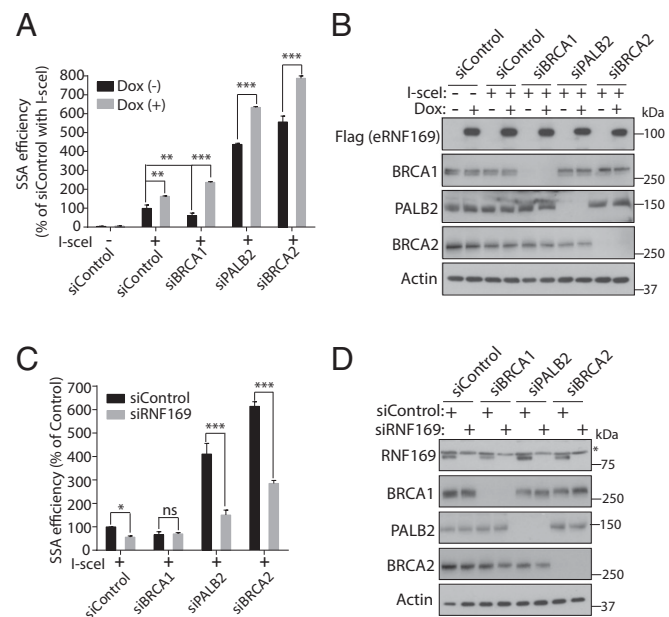 A
SSA efficiency
(% of siControl with I-sceI)
800
700
600
500
400
300
200
100
0
Dox (-)
Dox (+)
**
**
***
***
***
I-sceI
- + + + +
siControl
siControl
siBRCA1
siPALB2
siBRCA2
B
siControl
siControl
siBRCA1
siPALB2
siBRCA2
I-sceI: - - + + + + + + + +
Dox: - + - + - + - + - +
kDa
Flag (eRNF169)
100
BRCA1
250
PALB2
150
BRCA2
250
Actin
37
C
SSA efficiency (% of Control)
700
600
500
400
300
200
100
0
siControl
siRNF169
*
ns
***
***
I-sceI + + + +
siControl
siBRCA1
siPALB2
siBRCA2
D
siControl
siBRCA1
siPALB2
siBRCA2
siControl: + + + +
siRNF169: + + + +
kDa
RNF169
*
75
BRCA1
250
PALB2
150
BRCA2
250
Actin
37